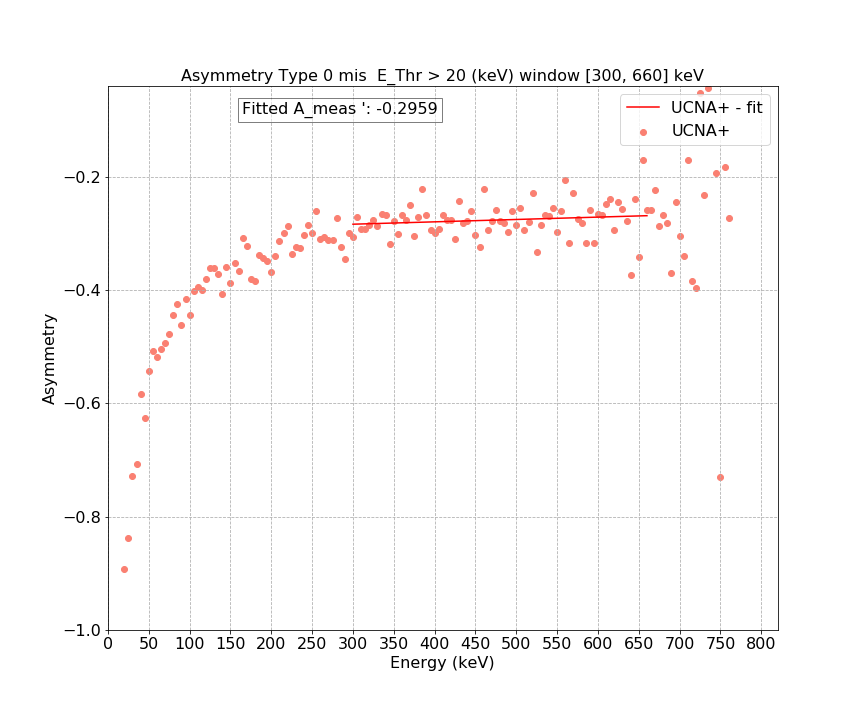 Asymmetry Type 0 mis  E_Thr > 20 (keV) window [300, 660] keV
Fitted A_meas ': -0.2959
UCNA+ - fit
UCNA+
Asymmetry
−0.2
−0.4
−0.6
−0.8
−1.0
0 50 100 150 200 250 300 350 400 450 500 550 600 650 700 750 800
Energy (keV)